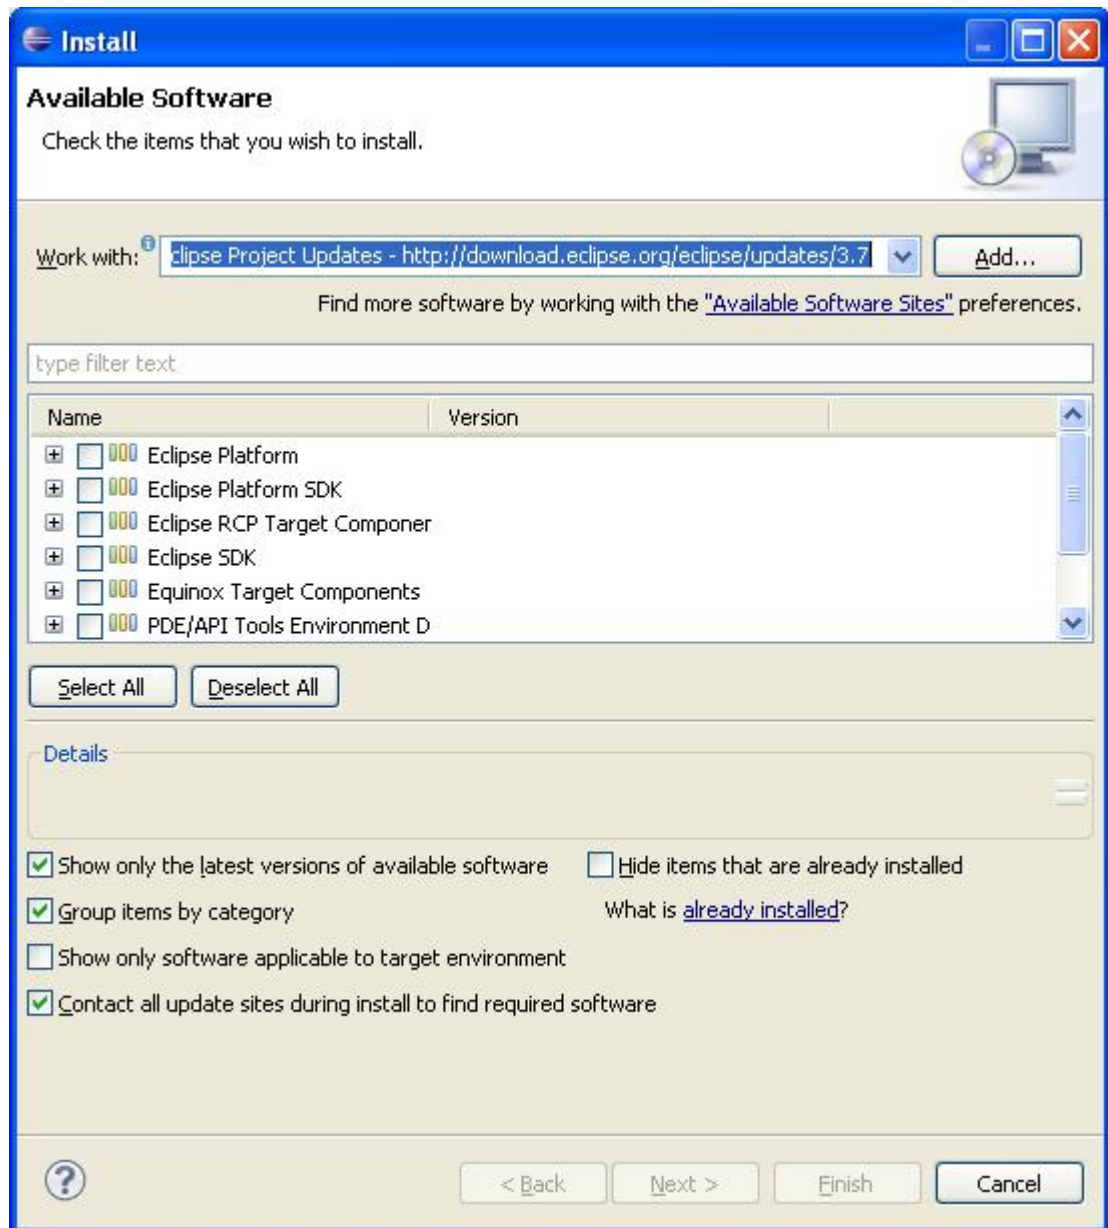 Install
Available Software
Check the items that you wish to install.
Work with: clipse Project Updates - http://download.eclipse.org/eclipse/updates/3.7 Add...
Find more software by working with the "Available Software Sites" preferences.
type filter text
Name Version
Eclipse Platform
Eclipse Platform SDK
Eclipse RCP Target Componer
Eclipse SDK
Equinox Target Components
PDE/API Tools Environment D
Select All Deselect All
Details
Show only the latest versions of available software Hide items that are already installed
Group items by category What is already installed?
Show only software applicable to target environment
Contact all update sites during install to find required software
? < Back Next > Finish Cancel